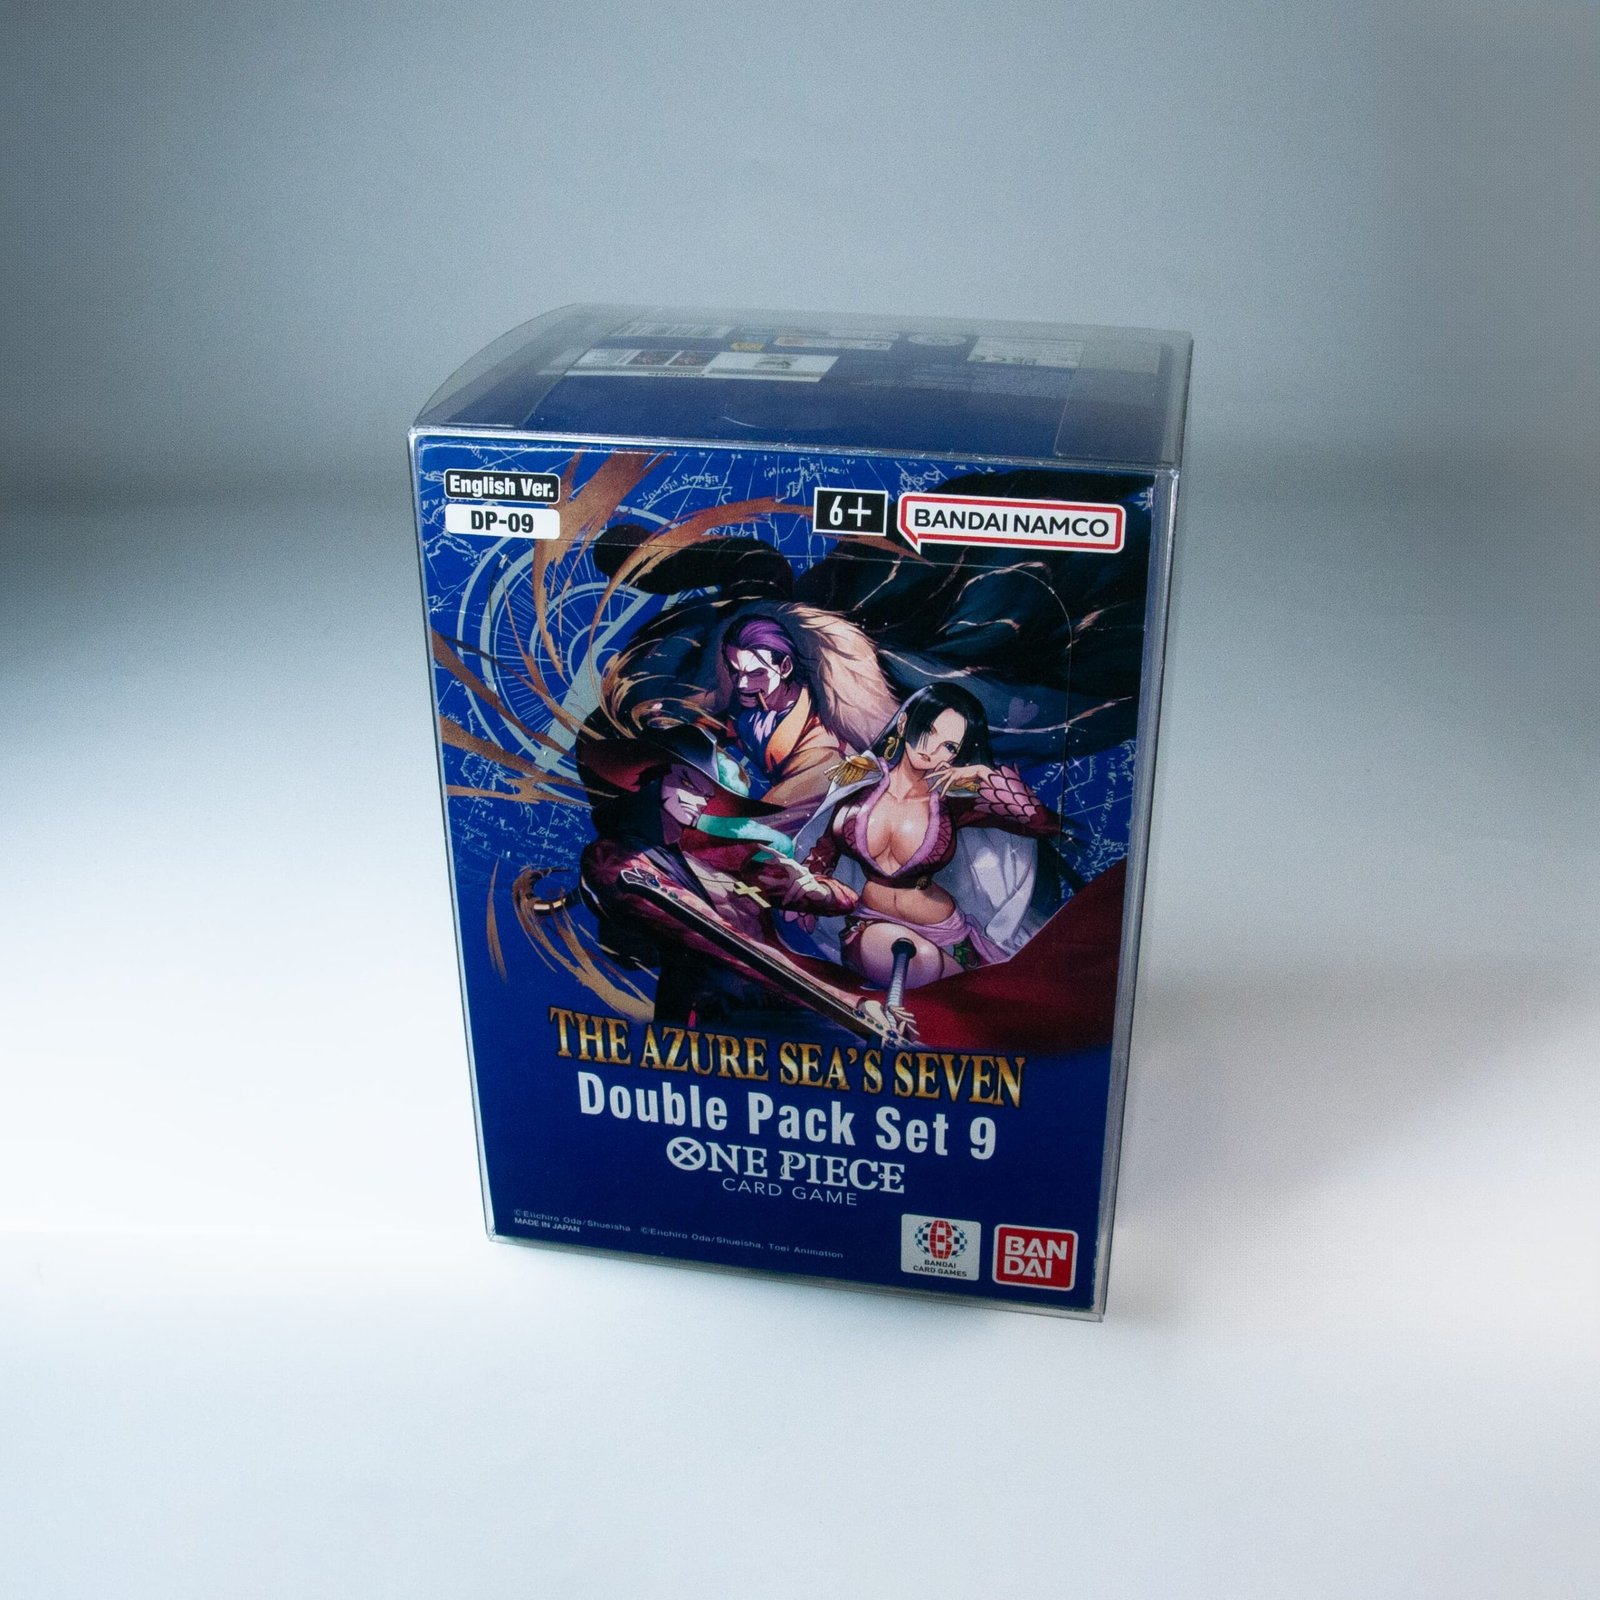 English Ver.
DP-09
6+
BANDAI NAMCO
THE AZURE SEA'S SEVEN
Double Pack Set 9
ONE PIECE
CARD GAME
©Eiichiro Oda/Shueisha ©Eiichiro Oda/Shueisha, Toei Animation
MADE IN JAPAN
B
BANDAI
CARD GAMES
BAN
DAI